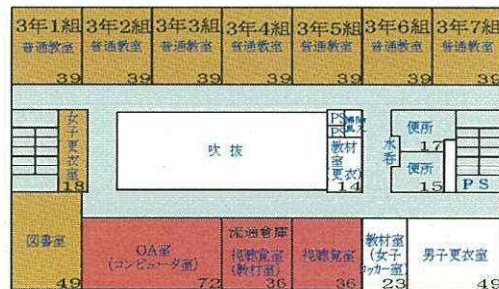 3年1組 3年2組 3年3組 3年4組 3年5組 3年6組 3年7組
普通教室 普通教室 普通教室 普通教室 普通教室 普通教室 普通教室
39 39 39 39 39 39 39
女子更衣室
18
吹抜
PS
PS
教材室(更衣)
14
水呑
便所
17
便所
15
PS
図書室
49
OA室
(コンピュータ室)
72
流通倉庫
視聴覚室
(教材室)
36
視聴覚室
36
教材室
(女子
ロッカー室)
23
男子更衣室
49